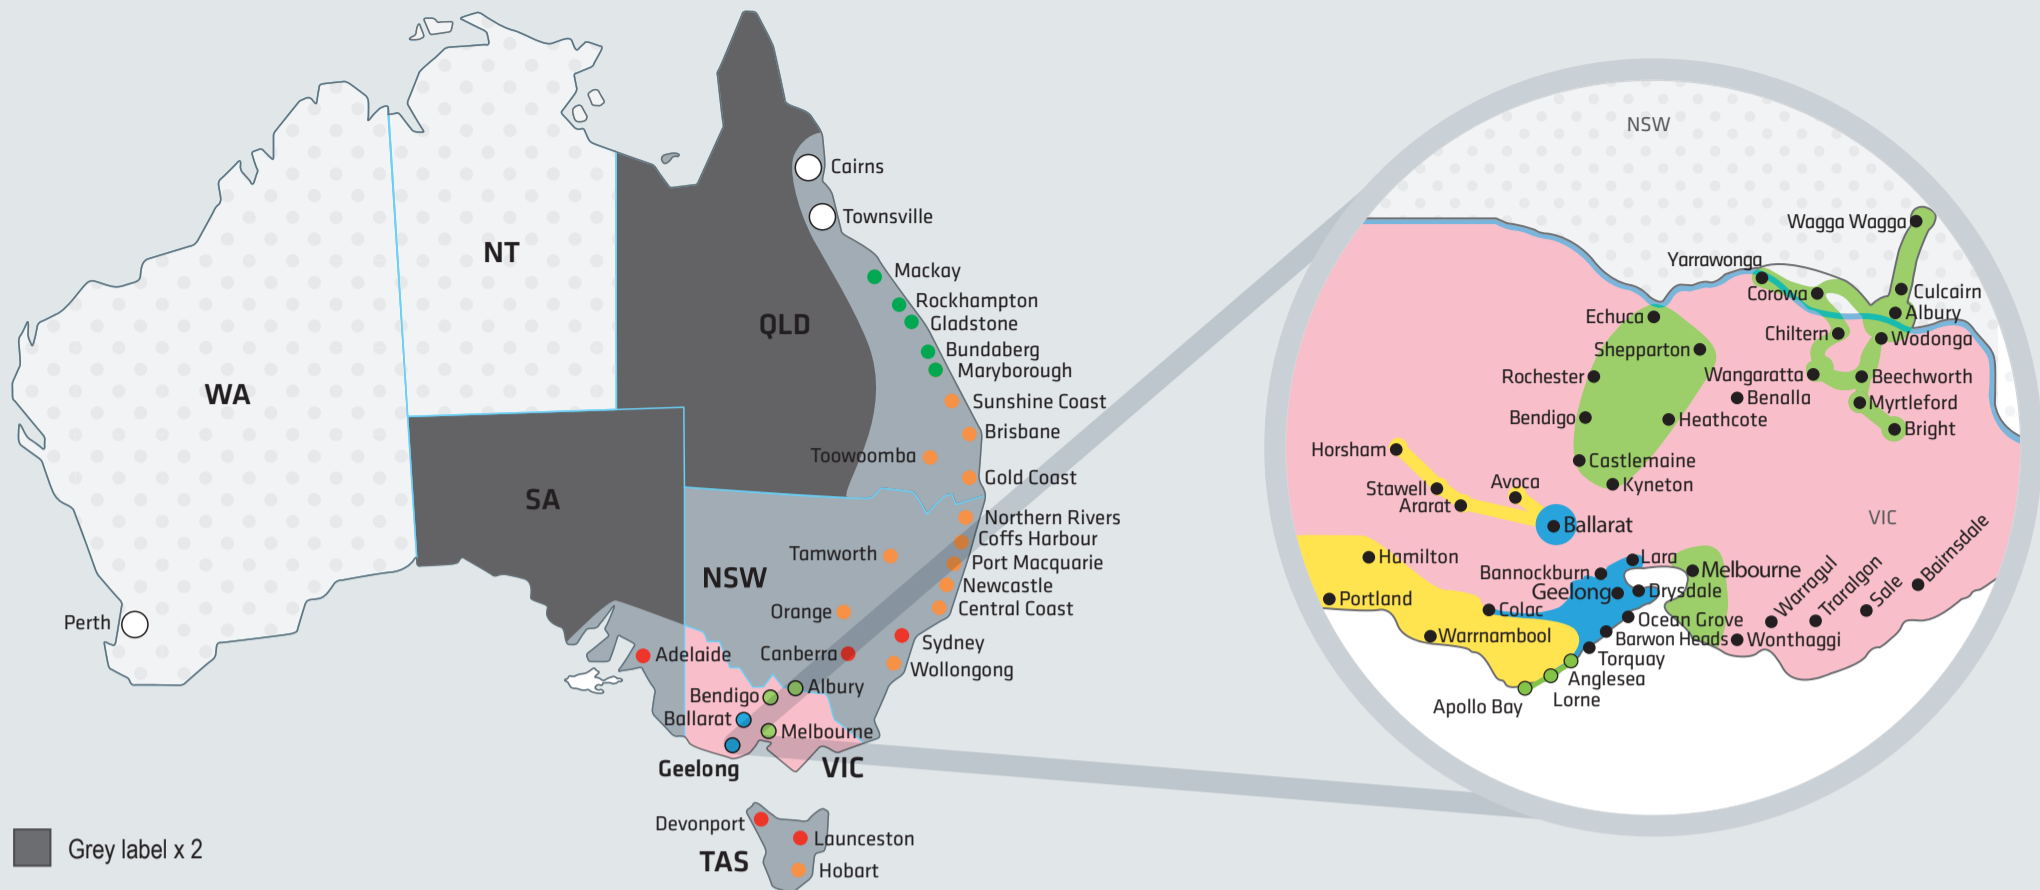 WA
NT
QLD
SA
NSW
VIC
TAS
Perth
Cairns
Townsville
Mackay
Rockhampton
Gladstone
Bundaberg
Maryborough
Sunshine Coast
Brisbane
Toowoomba
Gold Coast
Northern Rivers
Coffs Harbour
Tamworth
Port Macquarie
Newcastle
Orange
Central Coast
Sydney
Canberra
Adelaide
Wollongong
Albury
Bendigo
Ballarat
Melbourne
Geelong
Devonport
Launceston
Hobart
Grey label x 2
NSW
Wagga Wagga
Yarrawonga
Corowa
Culcairn
Albury
Echuca
Chiltern
Wodonga
Shepparton
Rochester
Wangaratta
Beechworth
Benalla
Myrtleford
Bendigo
Heathcote
Bright
Horsham
Castlemaine
Stawell
Avoca
Kyneton
Ararat
Ballarat
VIC
Hamilton
Lara
Bannockburn
Melbourne
Geelong
Drysdale
Portland
Colac
Ocean Grove
Warragul
Traralgon
Sale
Bairnsdale
Warrnambool
Barwon Heads
Wonthaggi
Torquay
Anglesea
Lorne
Apollo Bay